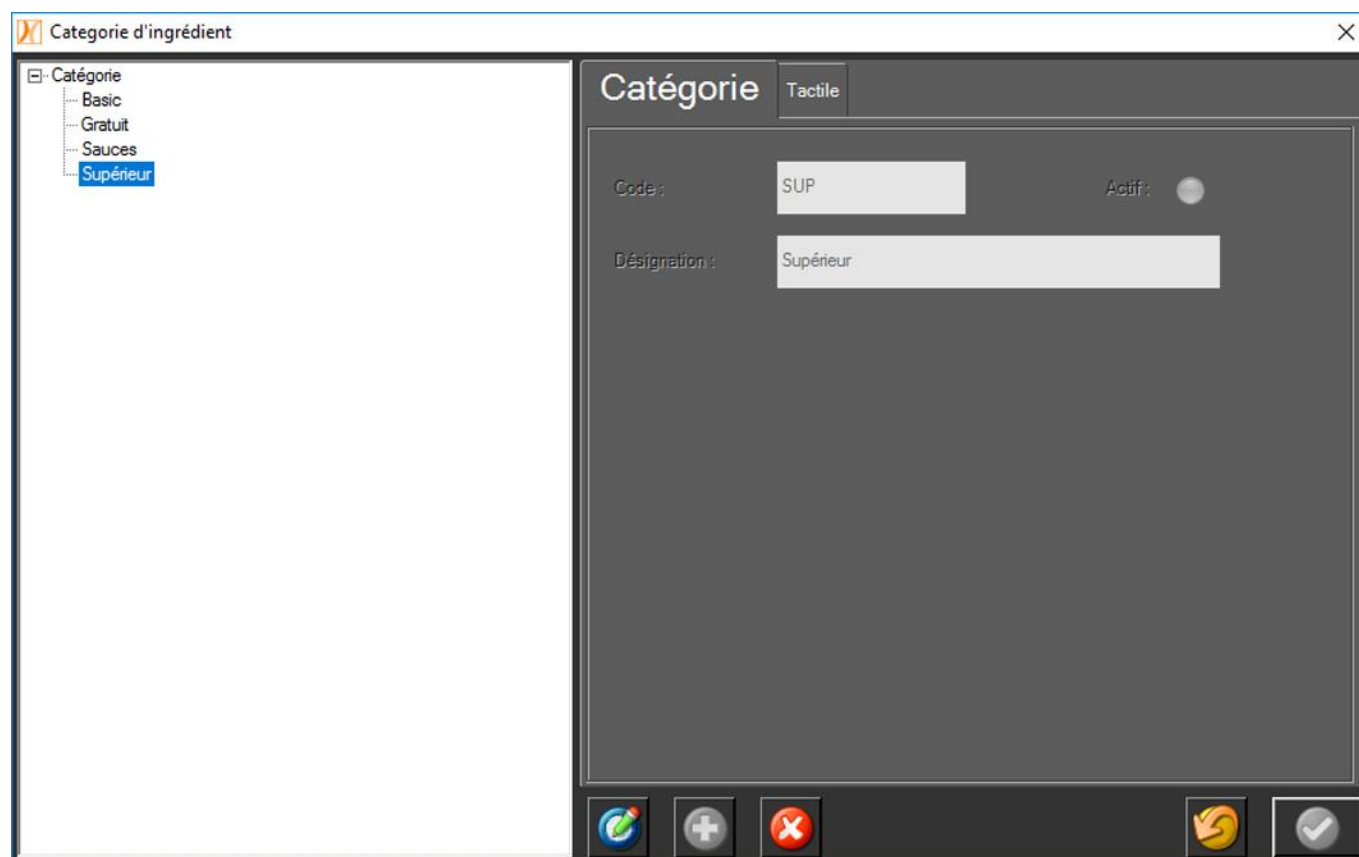 Categorie d'ingrédient
Catégorie
Basic
Gratuit
Sauces
Supérieur
Catégorie Tactile
Code : SUP Actif :
Désignation : Supérieur